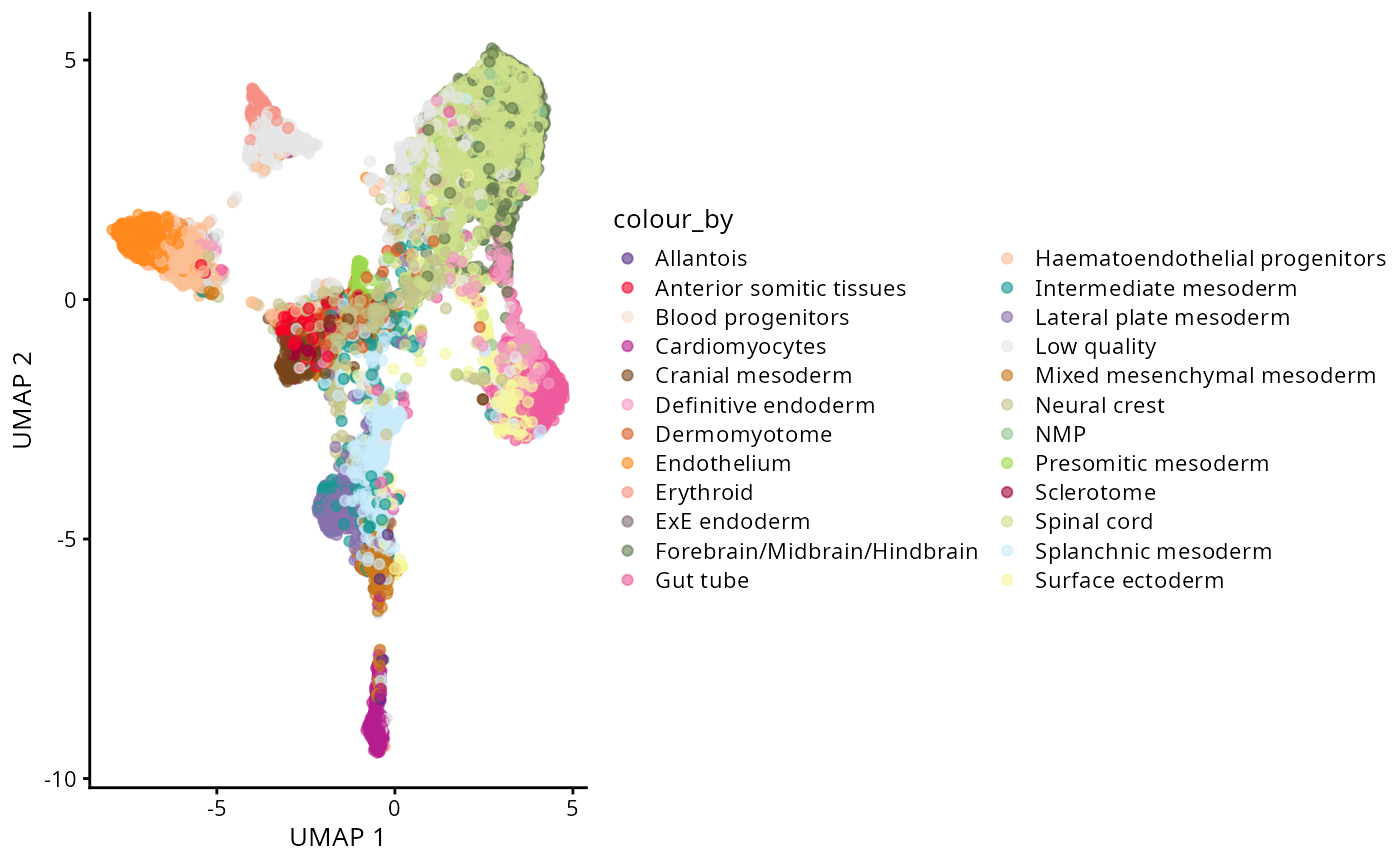 5
0
-5
-10
-5
0
5
UMAP 1
UMAP 2
colour_by
Allantois
Anterior somitic tissues
Blood progenitors
Cardiomyocytes
Cranial mesoderm
Definitive endoderm
Dermomyotome
Endothelium
Erythroid
ExE endoderm
Forebrain/Midbrain/Hindbrain
Gut tube
Haematoendothelial progenitors
Intermediate mesoderm
Lateral plate mesoderm
Low quality
Mixed mesenchymal mesoderm
Neural crest
NMP
Presomitic mesoderm
Sclerotome
Spinal cord
Splanchnic mesoderm
Surface ectoderm